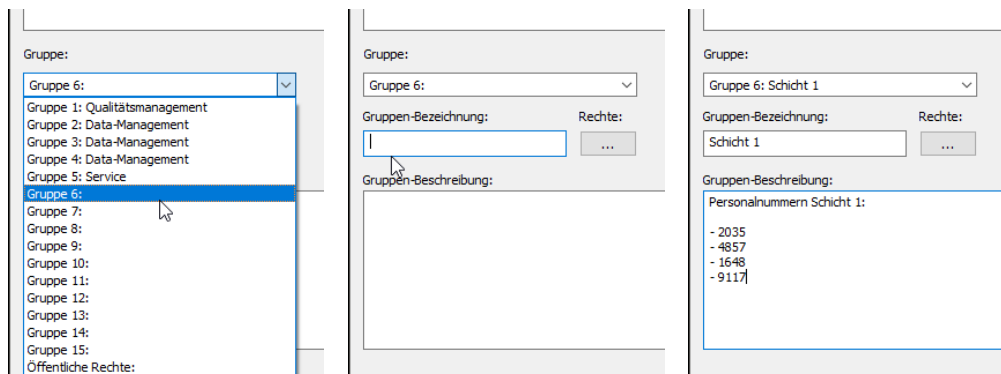 Gruppe:
Gruppe 6:
Gruppe 1: Qualitätsmanagement
Gruppe 2: Data-Management
Gruppe 3: Data-Management
Gruppe 4: Data-Management
Gruppe 5: Service
Gruppe 6:
Gruppe 7:
Gruppe 8:
Gruppe 9:
Gruppe 10:
Gruppe 11:
Gruppe 12:
Gruppe 13:
Gruppe 14:
Gruppe 15:
Öffentliche Rechte:
Gruppe:
Gruppe 6:
Gruppen-Bezeichnung: Rechte:
...
Gruppen-Beschreibung:
Gruppe:
Gruppe 6: Schicht 1
Gruppen-Bezeichnung: Rechte:
Schicht 1 ...
Gruppen-Beschreibung:
Personalnummern Schicht 1:
- 2035
- 4857
- 1648
- 9117